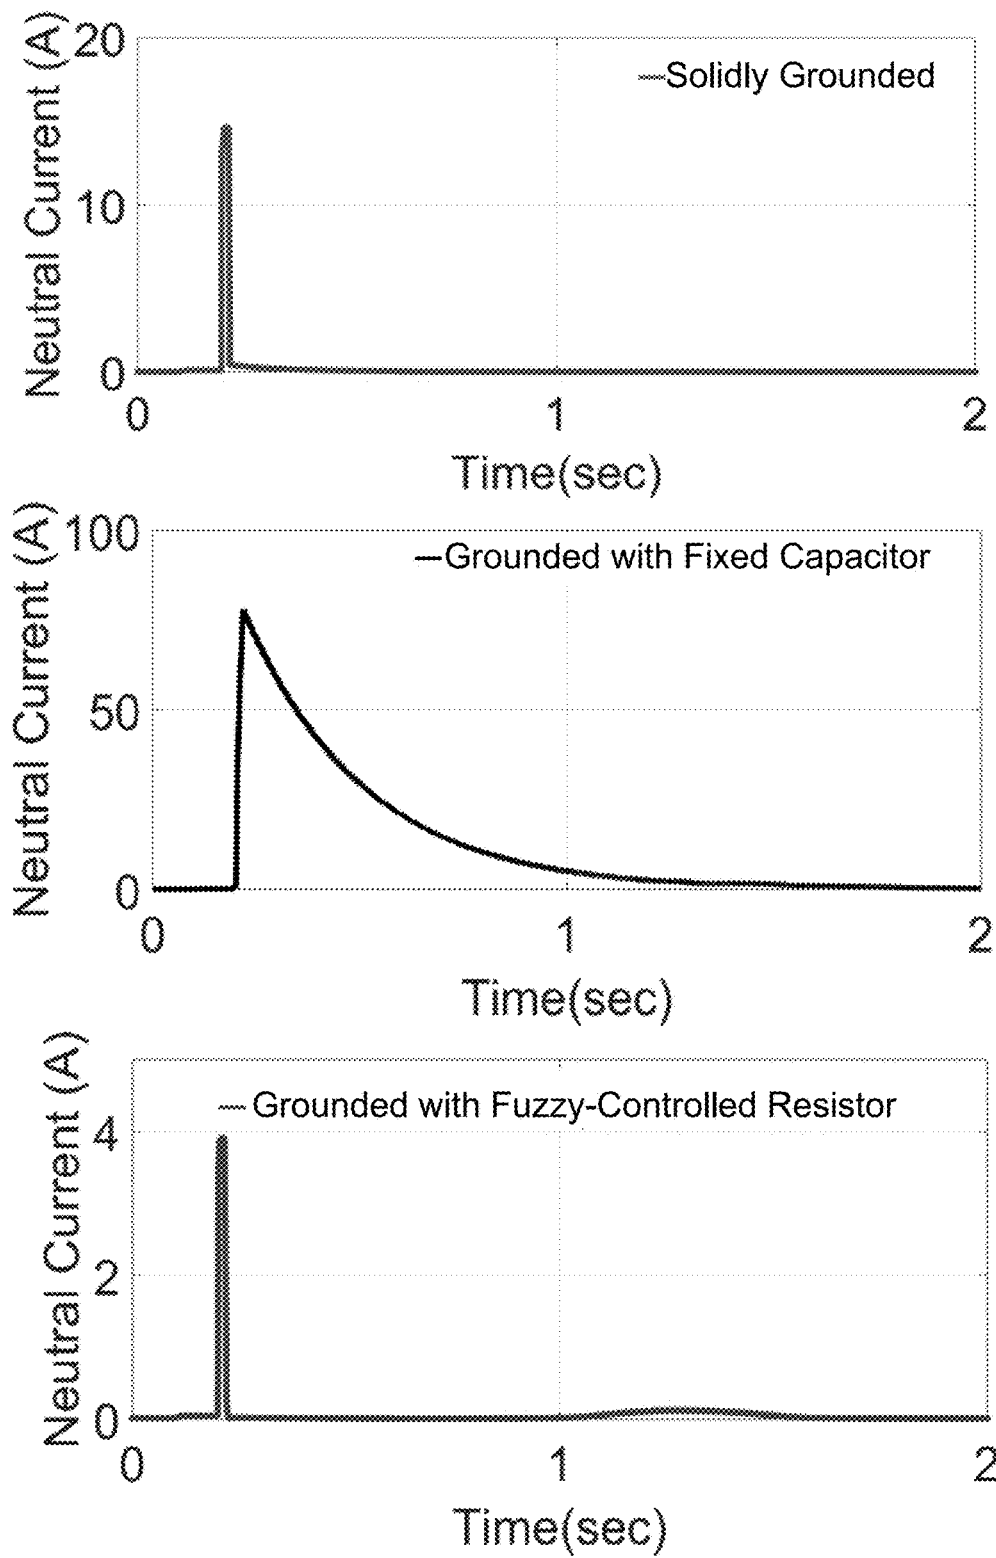 Neutral Current (A)
20
10
0
Solidly Grounded
0 1 2
Time(sec)
Neutral Current (A)
100
50
0
Grounded with Fixed Capacitor
0 1 2
Time(sec)
Neutral Current (A)
Grounded with Fuzzy-Controlled Resistor
4
2
0
0 1 2
Time(sec)